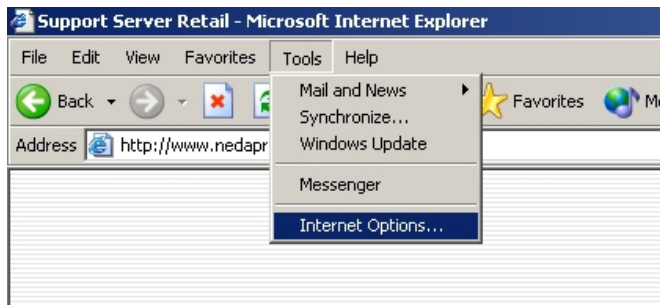 Support Server Retail - Microsoft Internet Explorer
File Edit View Favorites Tools Help
Back Favorites
Mail and News
Synchronize...
Address http://www.nedapr
Windows Update
Messenger
Internet Options...